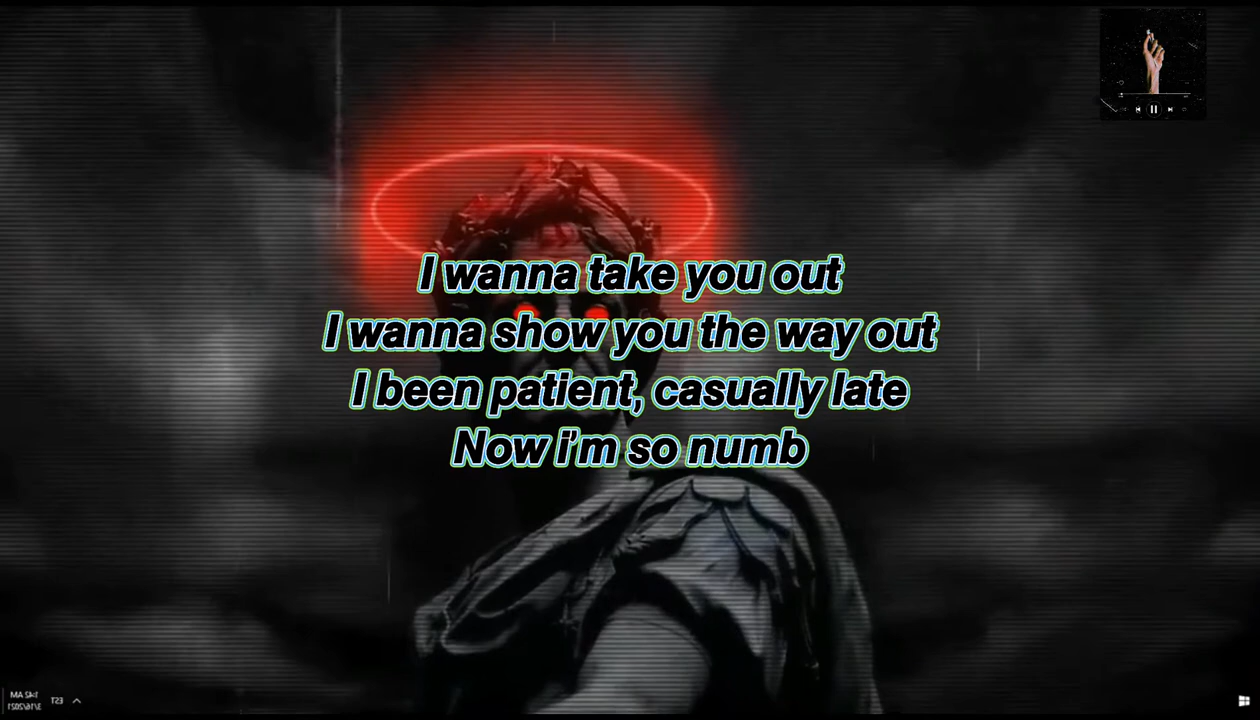 I wanna take you out
I wanna show you the way out
I been patient, casually late
Now i'm so numb